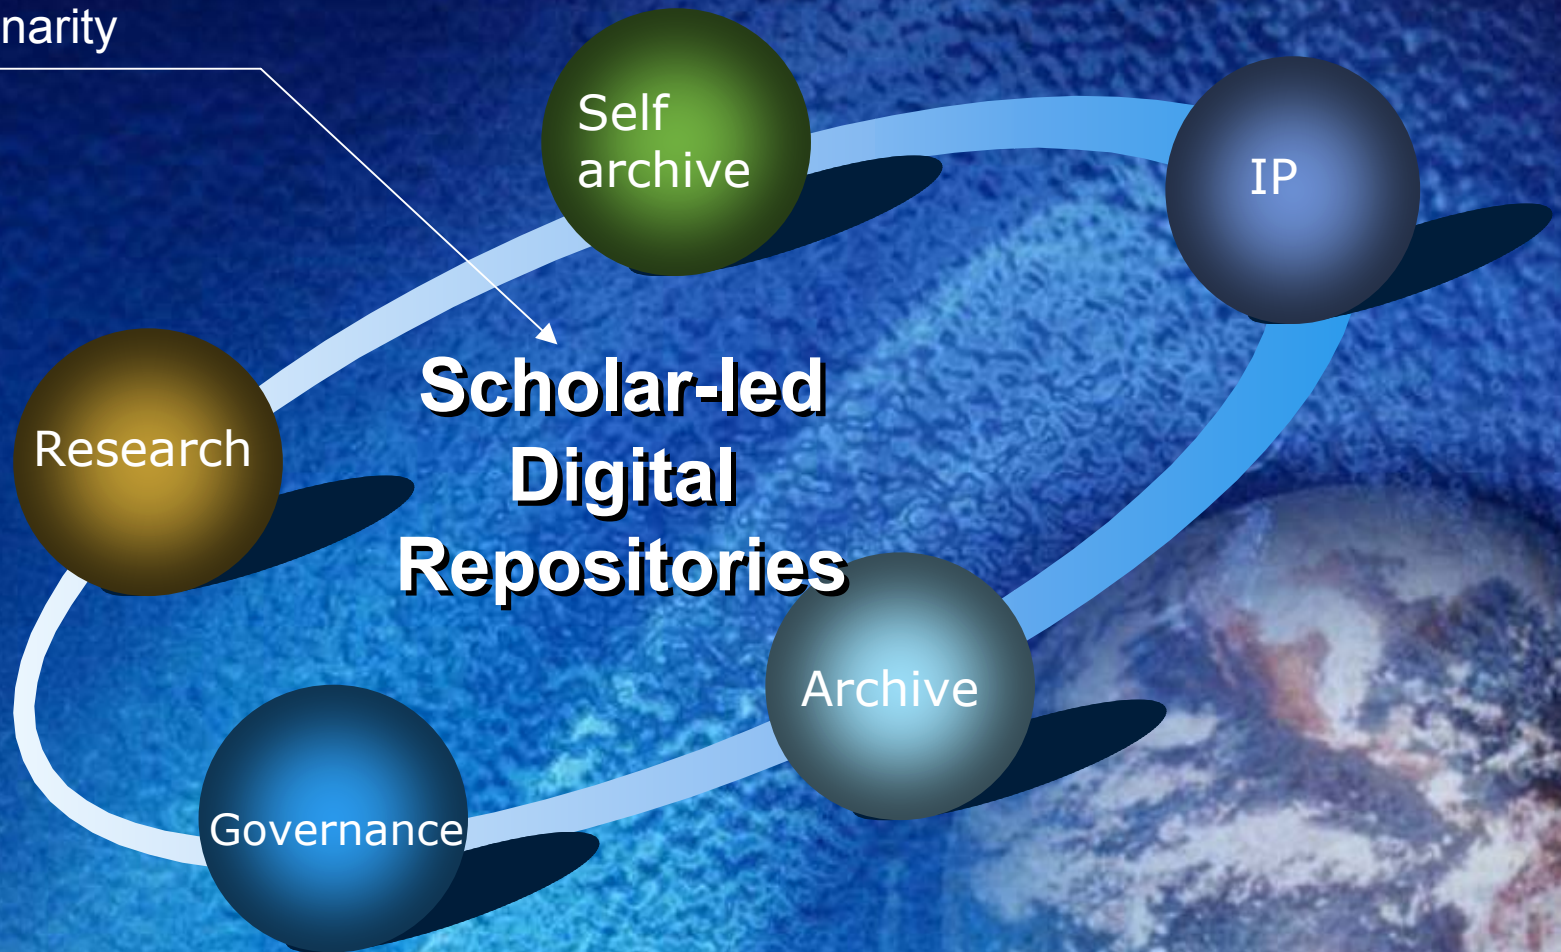 narity
Self
archive
IP
Scholar-led
Digital
Repositories
Research
Archive
Governance